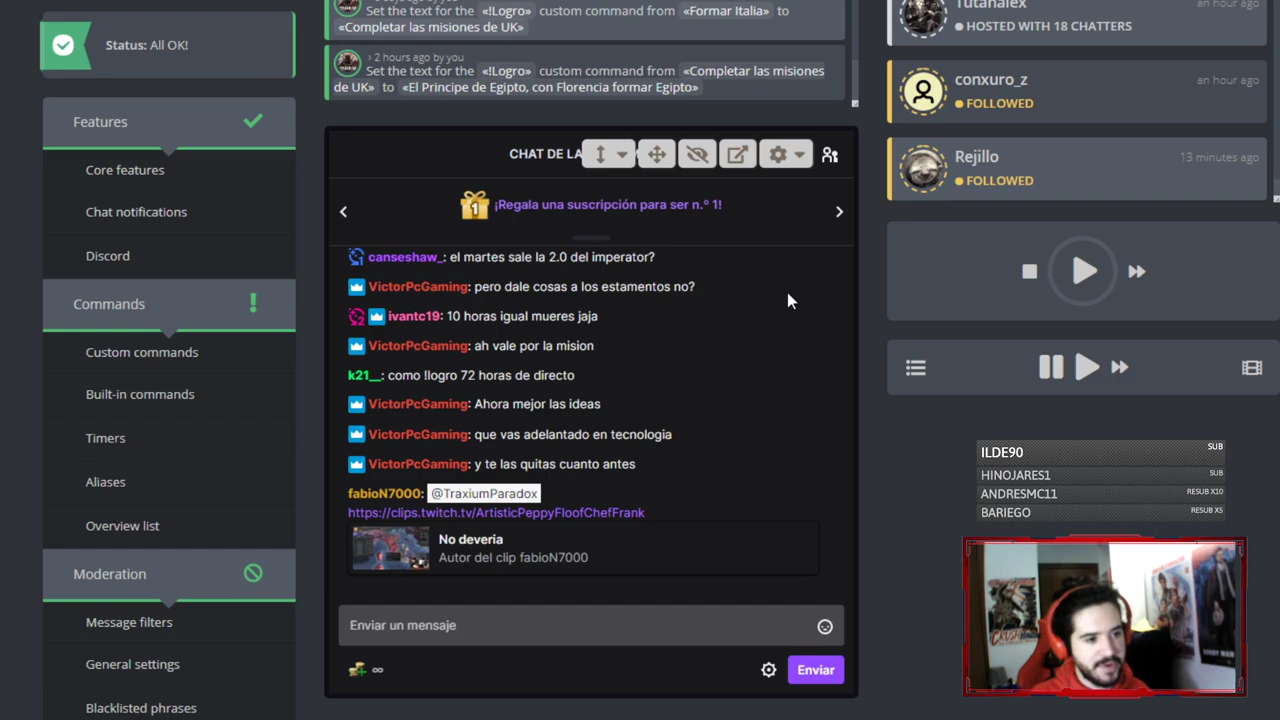 Status: All OK!
Features
Core features
Chat notifications
Discord
Commands
Custom commands
Built-in commands
Timers
Aliases
Overview list
Moderation
Message filters
General settings
Blacklisted phrases
Set the text for the «!Logro» custom command from «Formar Italia» to
«Completar las misiones de UK»
2 hours ago by you
Set the text for the «!Logro» custom command from «Completar las misiones
de UK» to «El Principe de Egipto, con Florencia formar Egipto»
CHAT DE LA
1 ¡Regala una suscripción para ser n.º 1!
canseshaw_: el martes sale la 2.0 del imperator?
VictorPcGaming: pero dale cosas a los estamentos no?
ivantc19: 10 horas igual mueres jaja
VictorPcGaming: ah vale por la mision
k21__: como !logro 72 horas de directo
VictorPcGaming: Ahora mejor las ideas
VictorPcGaming: que vas adelantado en tecnologia
VictorPcGaming: y te las quitas cuanto antes
fabioN7000: @TraxiumParadox
https://clips.twitch.tv/ArtisticPeppyFloofChefFrank
No deveria
Autor del clip fabioN7000
Enviar un mensaje
∞
Enviar
Tutanalex
an hour ago
HOSTED WITH 18 CHATTERS
conxuro_z
an hour ago
FOLLOWED
Rejillo
13 minutes ago
FOLLOWED
ILDE90 SUB
HINOJARES1 SUB
ANDRESMC11 RESUB X10
BARIEGO RESUB X5